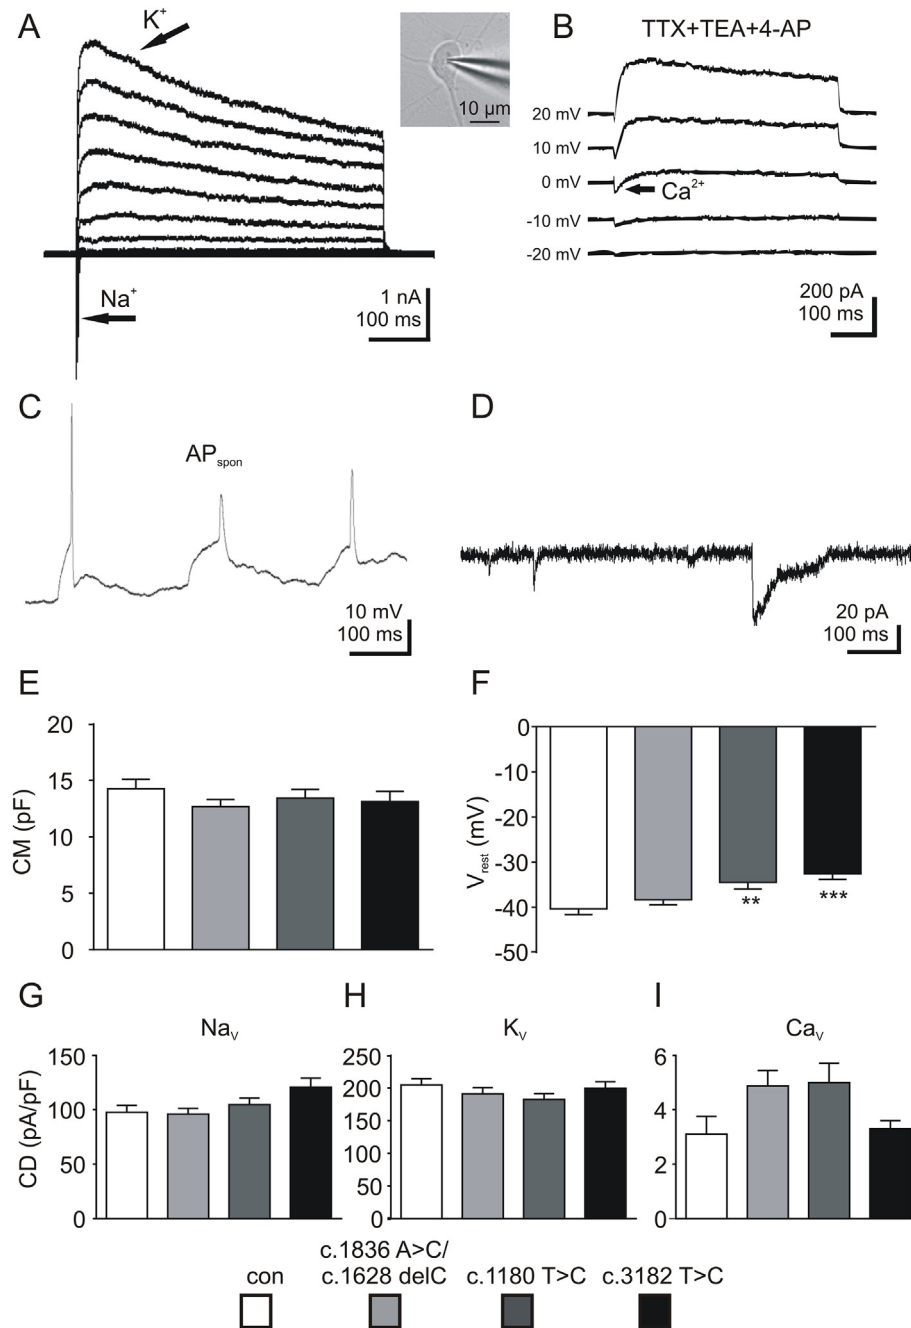 A
K+
10 µm
Na+
1 nA
100 ms
B
TTX+TEA+4-AP
20 mV
10 mV
0 mV
Ca2+
-10 mV
-20 mV
200 pA
100 ms
C
APspon
10 mV
100 ms
D
20 pA
100 ms
E
CM (pF)
20
15
10
5
0
F
Vrest (mV)
0
-10
-20
-30
-40
-50
**
***
G
NaV
CD (pA/pF)
150
100
50
0
H
KV
250
200
150
100
50
0
I
CaV
6
4
2
0
con
c.1836 A>C/
c.1628 delC
c.1180 T>C
c.3182 T>C